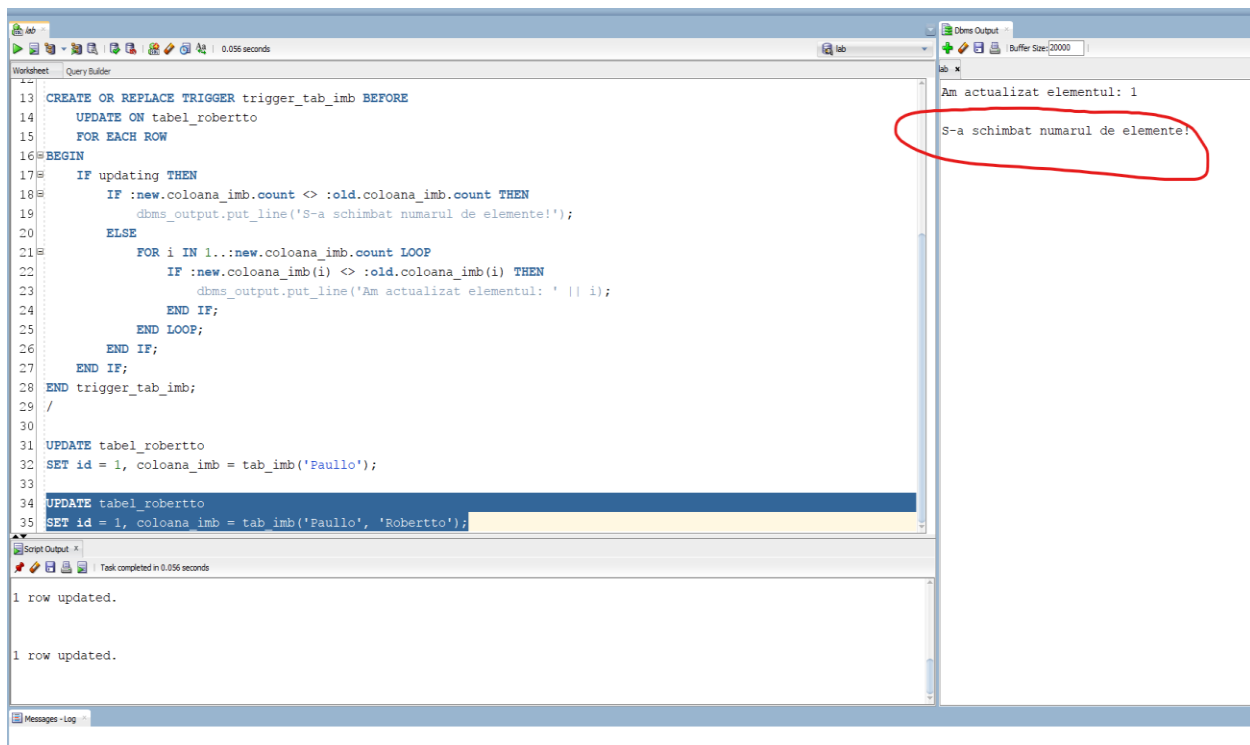 lab
0.056 seconds
lab
Worksheet Query Builder
12
13 CREATE OR REPLACE TRIGGER trigger_tab_imb BEFORE
14 UPDATE ON tabel_robertto
15 FOR EACH ROW
16 BEGIN
17 IF updating THEN
18 IF :new.coloana_imb.count <> :old.coloana_imb.count THEN
19 dbms_output.put_line('S-a schimbat numarul de elemente!');
20 ELSE
21 FOR i IN 1..:new.coloana_imb.count LOOP
22 IF :new.coloana_imb(i) <> :old.coloana_imb(i) THEN
23 dbms_output.put_line('Am actualizat elementul: ' || i);
24 END IF;
25 END LOOP;
26 END IF;
27 END IF;
28 END trigger_tab_imb;
29 /
30
31 UPDATE tabel_robertto
32 SET id = 1, coloana_imb = tab_imb('Paullo');
33
34 UPDATE tabel_robertto
35 SET id = 1, coloana_imb = tab_imb('Paullo', 'Robertto');
Script Output x
Task completed in 0.056 seconds
1 row updated.
1 row updated.
Messages - Log
Dbms Output
Buffer Size: 20000
lab x
Am actualizat elementul: 1
S-a schimbat numarul de elemente!